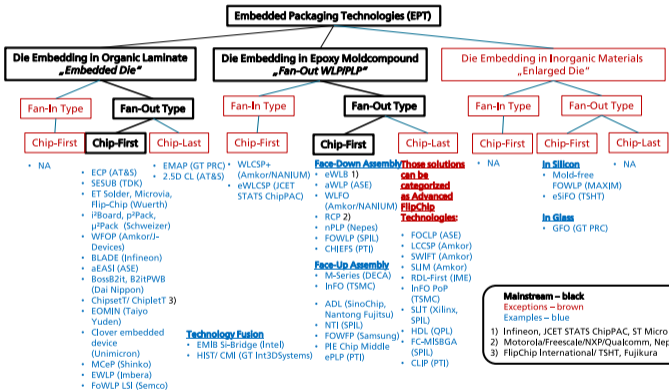 Embedded Packaging Technologies (EPT)
Die Embedding in Organic Laminate
„Embedded Die“
Die Embedding in Epoxy Moldcompound
„Fan-Out WLP/PLP“
Die Embedding in Inorganic Materials
„Enlarged Die“
Fan-In Type
Fan-Out Type
Fan-In Type
Fan-Out Type
Fan-In Type
Fan-Out Type
Chip-First
Chip-First
Chip-Last
Chip-First
Chip-First
Chip-Last
Chip-First
Chip-First
Chip-Last
• NA
• ECP (AT&S)
• SESUB (TDK)
• ET Solder, Microvia,
Flip-Chip (Wuerth)
• i²Board, p²Pack,
µ²Pack (Schweizer)
• WFOP (Amkor/J-
Devices)
• BLADE (Infineon)
• aEASI (ASE)
• BossB2it, B2itPWB
(Dai Nippon)
• ChipsetT/ ChipletT 3)
• EOMIN (Taiyo
Yuden)
• Clover embedded
device
(Unimicron)
• MCeP (Shinko)
• EWLP (Imbera)
• FoWLP LSI (Semco)
• EMAP (GT PRC)
• 2.5D CL (AT&S)
Technology Fusion
• EMIB Si-Bridge (Intel)
• HIST/ CMI (GT Int3DSystems)
• WLCSP+
(Amkor/NANIUM)
• eWLCSP (JCET
STATS ChipPAC)
Face-Down Assembly
• eWLB 1)
• aWLP (ASE)
• WLFO
(Amkor/NANIUM)
• RCP 2)
• nPLP (Nepes)
• FOWLP (SPIL)
• CHIEFS (PTI)
Face-Up Assembly
• M-Series (DECA)
• InFO (TSMC)
• ADL (SinoChip,
Nantong Fujitsu)
• NTI (SPIL)
• FOWFP (Samsung)
• PIE Chip Middle
ePLP (PTI)
Those solutions
can be
categorized
as Advanced
FlipChip
Technologies:
• FOCLP (ASE)
• LCCSP (Amkor)
• SWIFT (Amkor)
• SLIM (Amkor)
• RDL-First (IME)
• InFO PoP
(TSMC)
• SLIT (Xilinx,
SPIL)
• HDL (QPL)
• FC-MISBGA
(SPIL)
• CLIP (PTI)
• NA
In Silicon
• Mold-free
FOWLP (MAXIM)
• eSiFO (TSHT)
In Glass
• GFO (GT PRC)
• NA
Mainstream – black
Exceptions – brown
Examples – blue
1) Infineon, JCET STATS ChipPAC, ST Micro
2) Motorola/Freescale/NXP/Qualcomm, Nep
3) FlipChip International/ TSHT, Fujikura